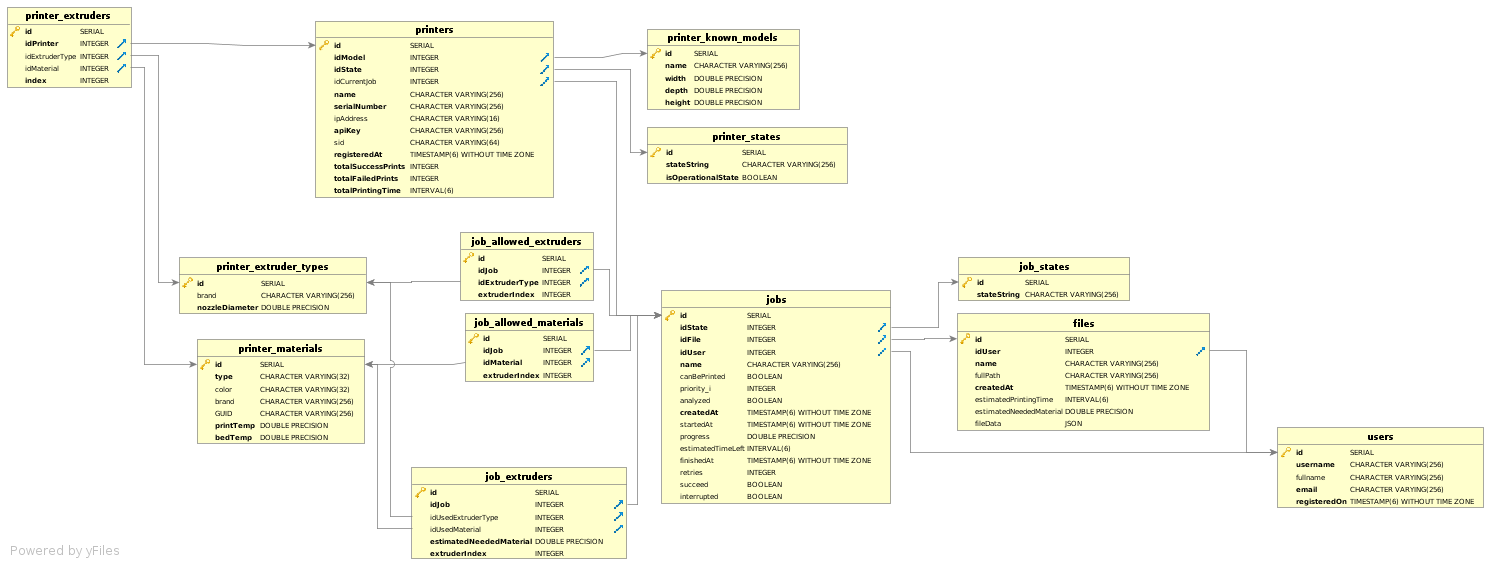 printer_extruders
id SERIAL
idPrinter INTEGER
idExtruderType INTEGER
idMaterial INTEGER
index INTEGER
printers
id SERIAL
idModel INTEGER
idState INTEGER
idCurrentJob INTEGER
name CHARACTER VARYING(256)
serialNumber CHARACTER VARYING(256)
ipAddress CHARACTER VARYING(16)
apiKey CHARACTER VARYING(256)
sid CHARACTER VARYING(64)
registeredAt TIMESTAMP(6) WITHOUT TIME ZONE
totalSuccessPrints INTEGER
totalFailedPrints INTEGER
totalPrintingTime INTERVAL(6)
printer_known_models
id SERIAL
name CHARACTER VARYING(256)
width DOUBLE PRECISION
depth DOUBLE PRECISION
height DOUBLE PRECISION
printer_states
id SERIAL
stateString CHARACTER VARYING(256)
isOperationalState BOOLEAN
printer_extruder_types
id SERIAL
brand CHARACTER VARYING(256)
nozzleDiameter DOUBLE PRECISION
printer_materials
id SERIAL
type CHARACTER VARYING(32)
color CHARACTER VARYING(32)
brand CHARACTER VARYING(256)
GUID CHARACTER VARYING(256)
printTemp DOUBLE PRECISION
bedTemp DOUBLE PRECISION
job_allowed_extruders
id SERIAL
idJob INTEGER
idExtruderType INTEGER
extruderIndex INTEGER
job_allowed_materials
id SERIAL
idJob INTEGER
idMaterial INTEGER
extruderIndex INTEGER
job_extruders
id SERIAL
idJob INTEGER
idUsedExtruderType INTEGER
idUsedMaterial INTEGER
estimatedNeededMaterial DOUBLE PRECISION
extruderIndex INTEGER
jobs
id SERIAL
idState INTEGER
idFile INTEGER
idUser INTEGER
name CHARACTER VARYING(256)
canBePrinted BOOLEAN
priority_i INTEGER
analyzed BOOLEAN
createdAt TIMESTAMP(6) WITHOUT TIME ZONE
startedAt TIMESTAMP(6) WITHOUT TIME ZONE
progress DOUBLE PRECISION
estimatedTimeLeft INTERVAL(6)
finishedAt TIMESTAMP(6) WITHOUT TIME ZONE
retries INTEGER
succeed BOOLEAN
interrupted BOOLEAN
job_states
id SERIAL
stateString CHARACTER VARYING(256)
files
id SERIAL
idUser INTEGER
name CHARACTER VARYING(256)
fullPath CHARACTER VARYING(256)
createdAt TIMESTAMP(6) WITHOUT TIME ZONE
estimatedPrintingTime INTERVAL(6)
estimatedNeededMaterial DOUBLE PRECISION
fileData JSON
users
id SERIAL
username CHARACTER VARYING(256)
fullname CHARACTER VARYING(256)
email CHARACTER VARYING(256)
registeredOn TIMESTAMP(6) WITHOUT TIME ZONE
Powered by yFiles